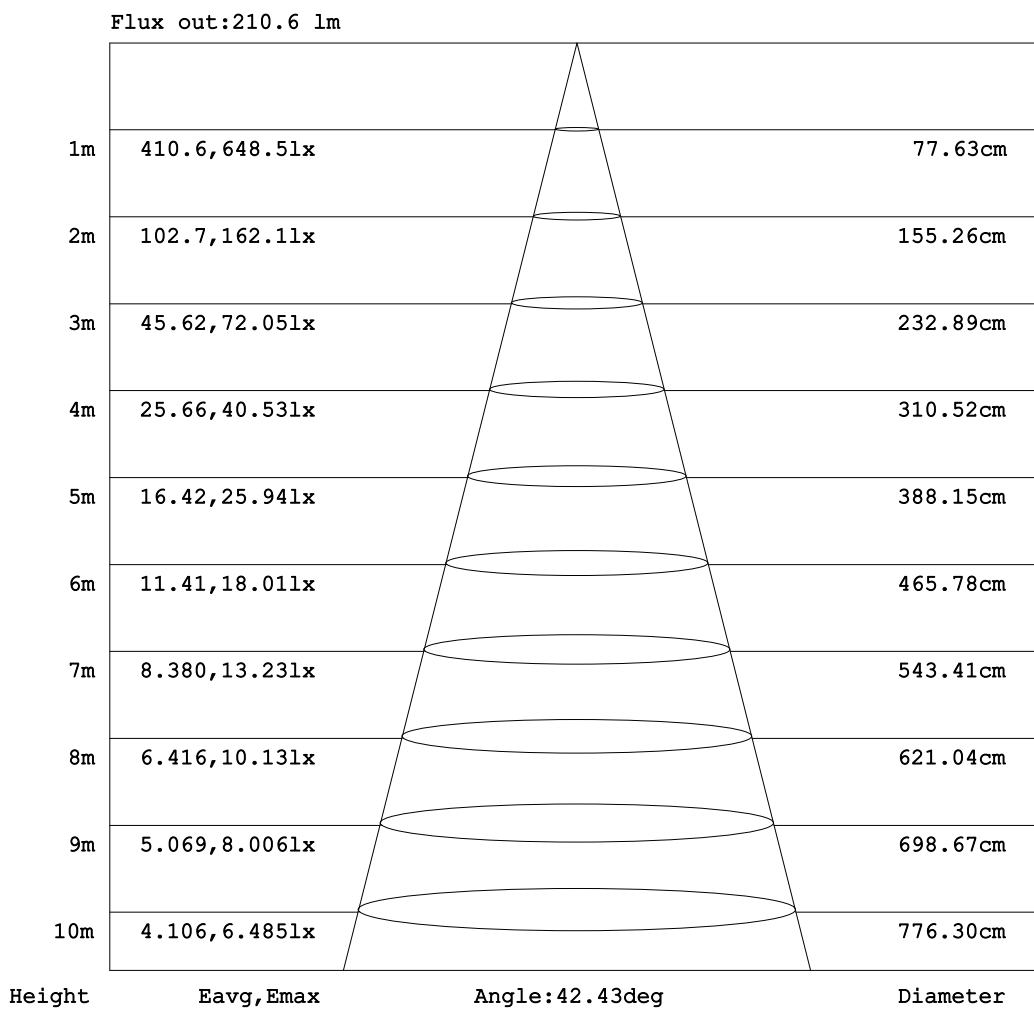 Flux out:210.6 lm
1m 410.6,648.5lx 77.63cm
2m 102.7,162.1lx 155.26cm
3m 45.62,72.05lx 232.89cm
4m 25.66,40.53lx 310.52cm
5m 16.42,25.94lx 388.15cm
6m 11.41,18.01lx 465.78cm
7m 8.380,13.23lx 543.41cm
8m 6.416,10.13lx 621.04cm
9m 5.069,8.006lx 698.67cm
10m 4.106,6.485lx 776.30cm
Height Eavg,Emax Angle:42.43deg Diameter